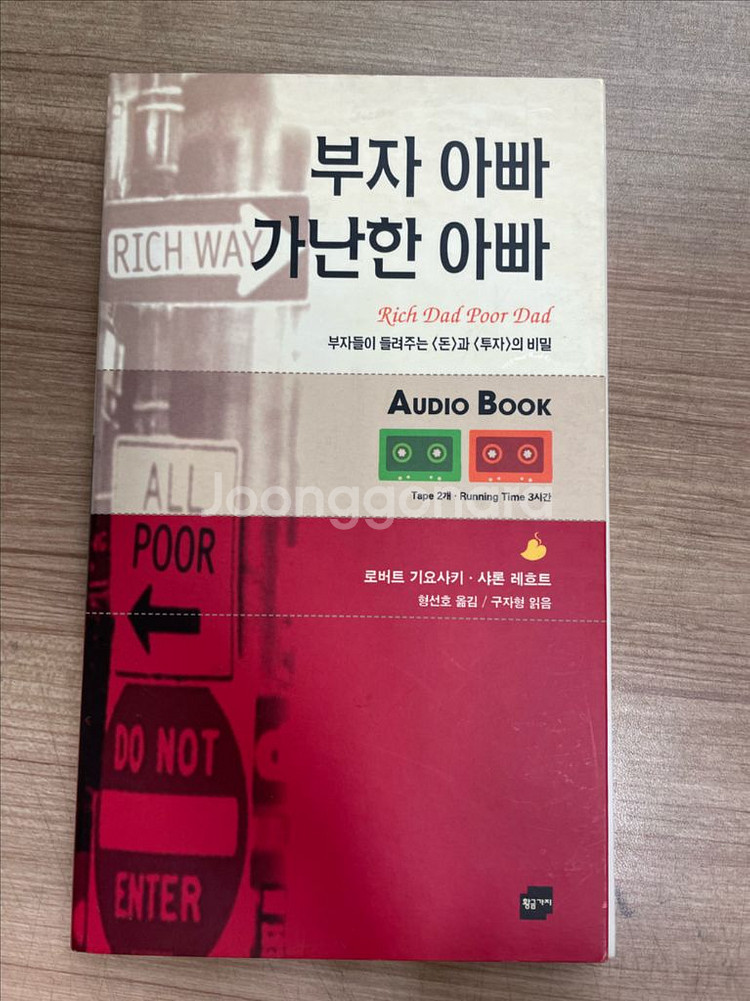 부자 아빠
RICH WAY
가난한 아빠
Rich Dad Poor Dad
부자들이 들려주는 <돈>과 <투자>의 비밀
AUDIO BOOK
Tape 2개 · Running Time 3시간
Joonggonara
ALL
POOR
로버트 기요사키 · 샤론 레흐트
형선호 옮김 / 구자형 읽음
DO NOT
ENTER
황금가지